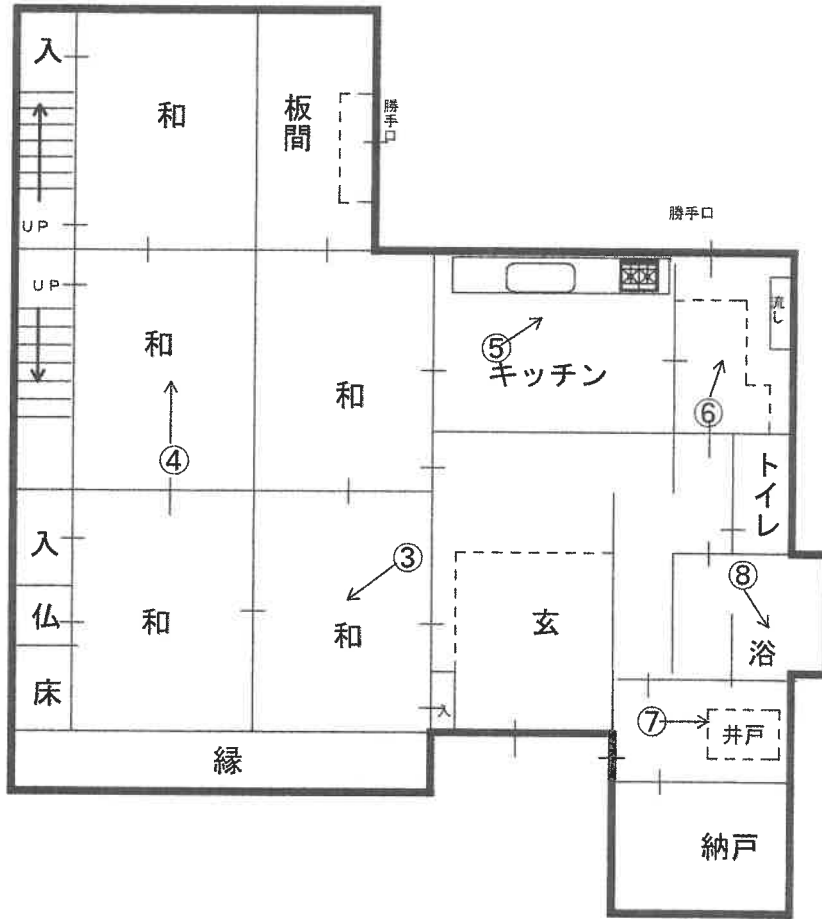 入
和
板間
勝手口
UP
勝手口
UP
流し
和
⑤
キッチン
和
⑥
④
トイレ
入
③
⑧
仏
和
和
玄
浴
床
入
⑦
井戸
縁
納戸